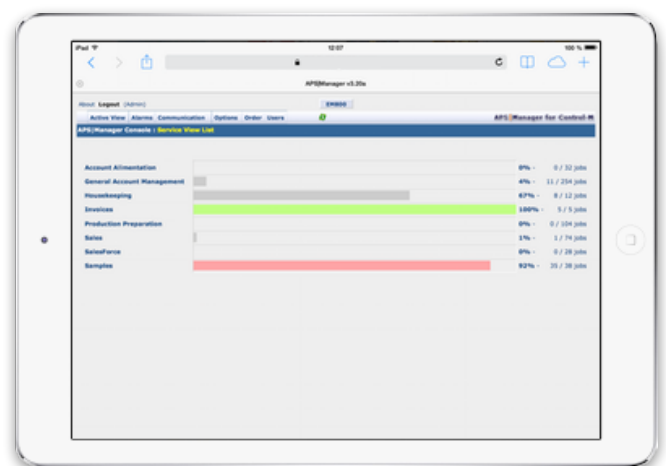 iPad 12:07 100 %
APS|Manager v3.20a
About Logout [Admin] EM800
Active View Alarms Communication Options Order Users APS|Manager for Control-M
APS|Manager Console : Service View List
Account Alimentation 0% - 0 / 32 jobs
General Account Management 4% - 11 / 254 jobs
Housekeeping 67% - 8 / 12 jobs
Invoices 100% - 5 / 5 jobs
Production Preparation 0% - 0 / 104 jobs
Sales 1% - 1 / 74 jobs
SalesForce 0% - 0 / 28 jobs
Samples 92% - 35 / 38 jobs